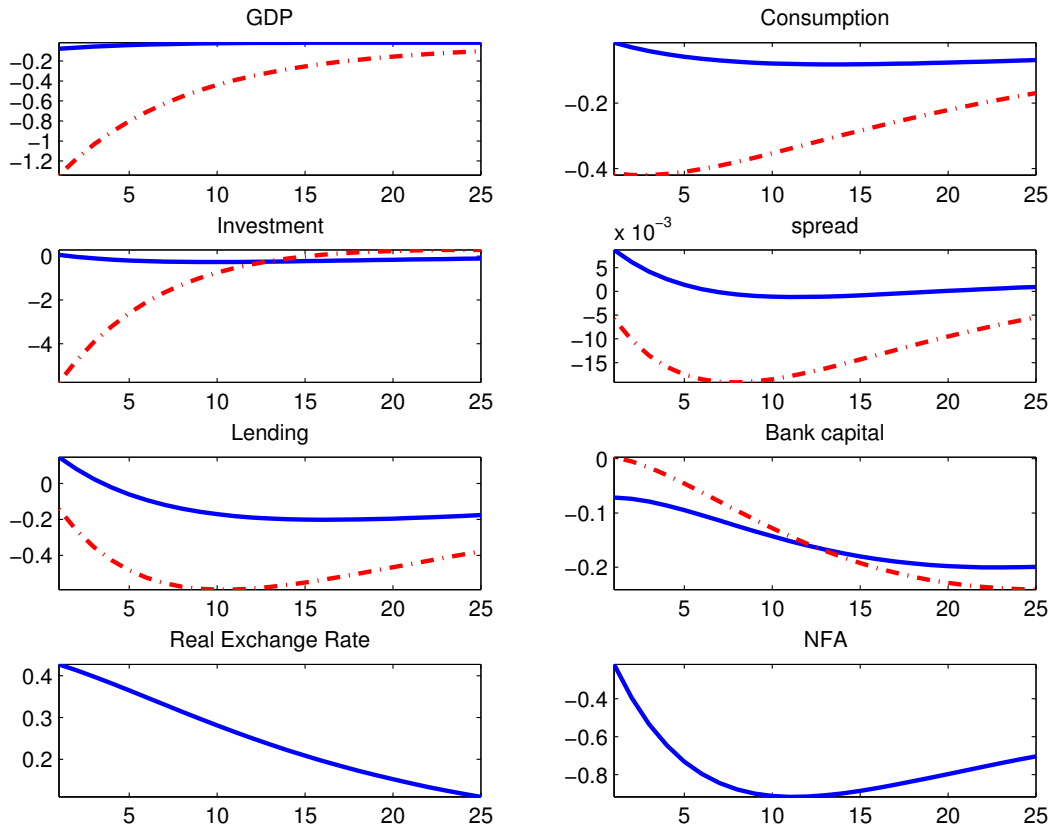 GDP
−0.2
−0.4
−0.6
−0.8
−1
−1.2
5 10 15 20 25
Consumption
−0.2
−0.4
5 10 15 20 25
Investment
0
−2
−4
5 10 15 20 25
spread
x 10−3
5
0
−5
−10
−15
5 10 15 20 25
Lending
0
−0.2
−0.4
5 10 15 20 25
Bank capital
0
−0.1
−0.2
5 10 15 20 25
Real Exchange Rate
0.4
0.3
0.2
5 10 15 20 25
NFA
−0.4
−0.6
−0.8
5 10 15 20 25